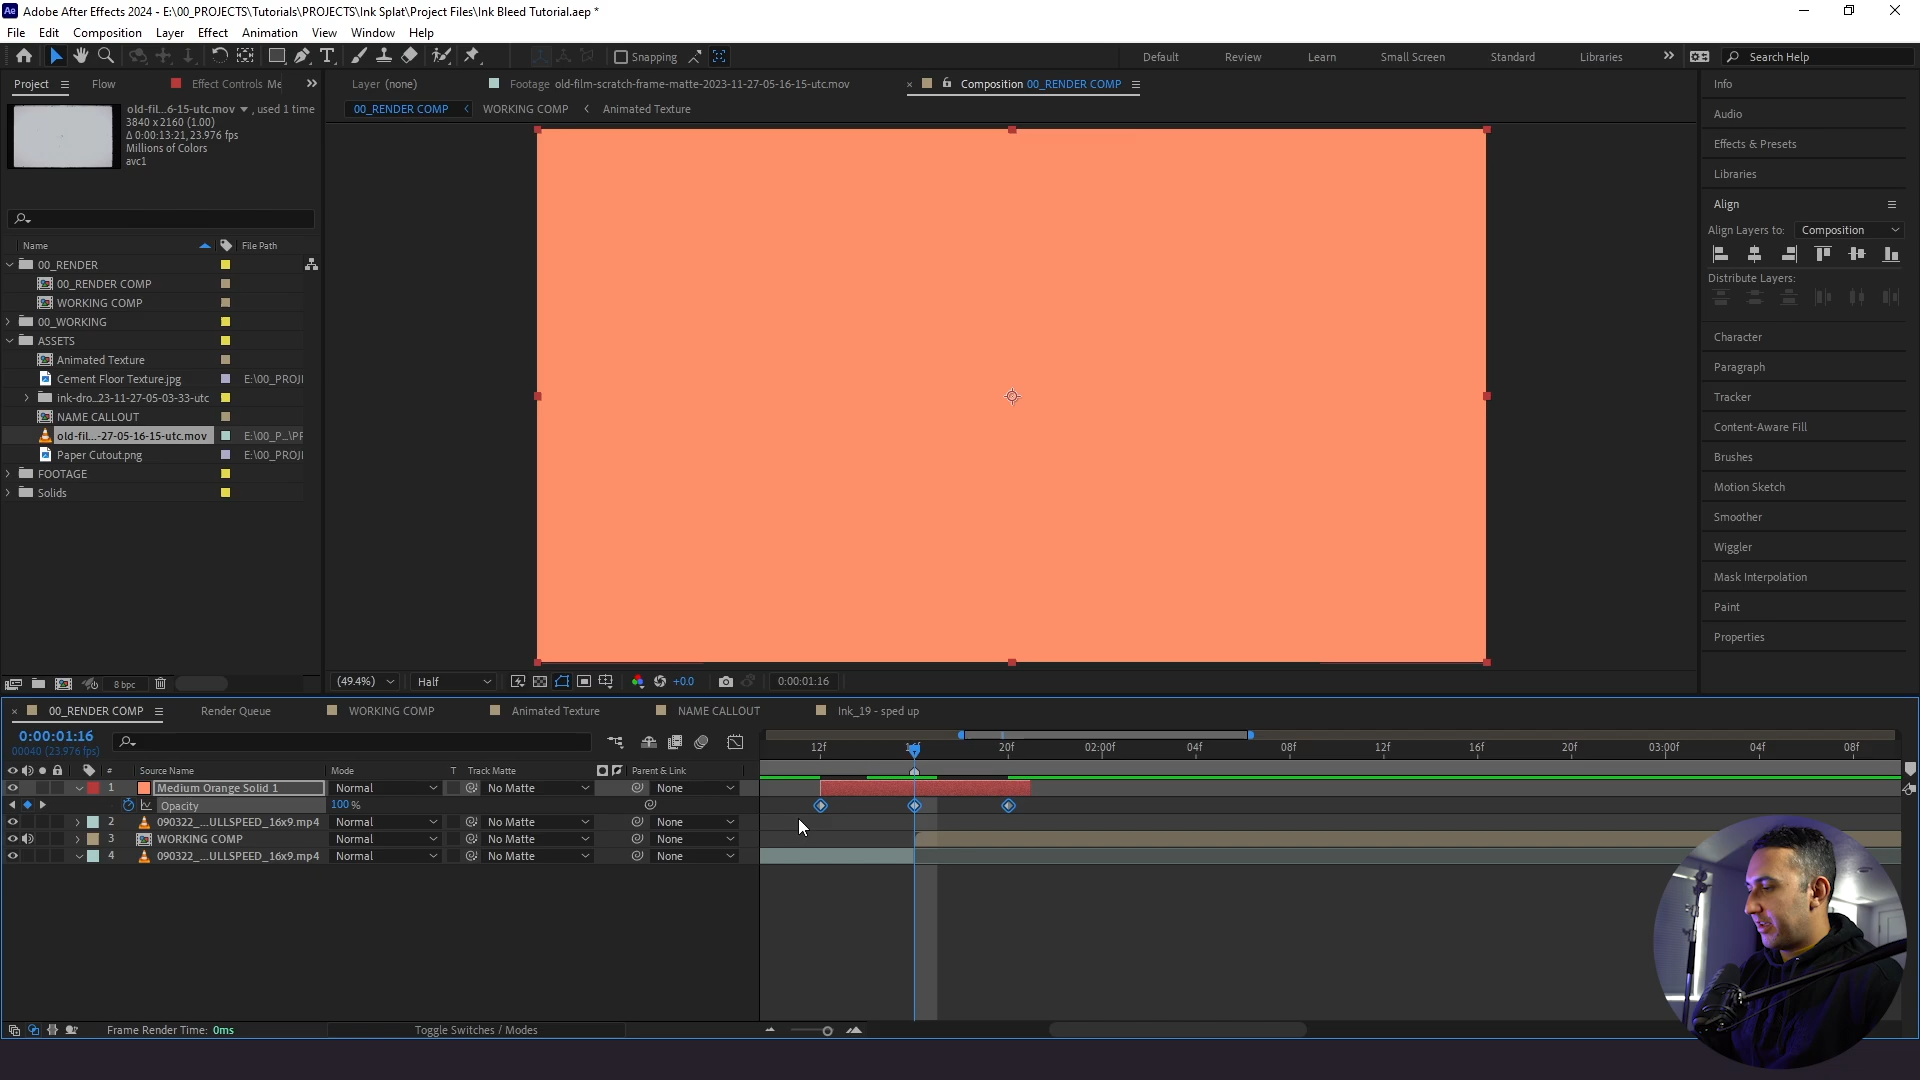 Adobe After Effects 2024 - E:\00_PROJECTS\Tutorials\PROJECTS\Ink Splat\Project Files\Ink Bleed Tutorial.aep *
File Edit Composition Layer Effect Animation View Window Help
Snapping Default Review Learn Small Screen Standard Libraries Search Help
Project Flow Effect Controls Me
Layer (none) Footage old-film-scratch-frame-matte-2023-11-27-05-16-15-utc.mov Composition 00_RENDER COMP
00_RENDER COMP WORKING COMP Animated Texture
old-fil...6-15-utc.mov , used 1 time
3840 x 2160 (1.00)
Δ 0:00:13:21, 23.976 fps
Millions of Colors
avc1
Name File Path
00_RENDER
00_RENDER COMP
WORKING COMP
00_WORKING
ASSETS
Animated Texture
Cement Floor Texture.jpg E:\00_PROJ
ink-dro...23-11-27-05-03-33-utc
NAME CALLOUT
old-fil...-27-05-16-15-utc.mov E:\00_P...\PF
Paper Cutout.png E:\00_PROJ
FOOTAGE
Solids
8 bpc
(49.4%) Half +0.0 0:00:01:16
Info
Audio
Effects & Presets
Libraries
Align
Align Layers to: Composition
Distribute Layers:
Character
Paragraph
Tracker
Content-Aware Fill
Brushes
Motion Sketch
Smoother
Wiggler
Mask Interpolation
Paint
Properties
00_RENDER COMP Render Queue WORKING COMP Animated Texture NAME CALLOUT Ink_19 - sped up
0:00:01:16
00040 (23.976 fps)
12f 20f 02:00f 04f 08f 12f 16f 20f 03:00f 04f 08f
# Source Name Mode T Track Matte Parent & Link
1 Medium Orange Solid 1 Normal No Matte None
Opacity 100 %
2 090322_...ULLSPEED_16x9.mp4 Normal No Matte None
3 WORKING COMP Normal No Matte None
4 090322_...ULLSPEED_16x9.mp4 Normal No Matte None
Frame Render Time: 0ms Toggle Switches / Modes